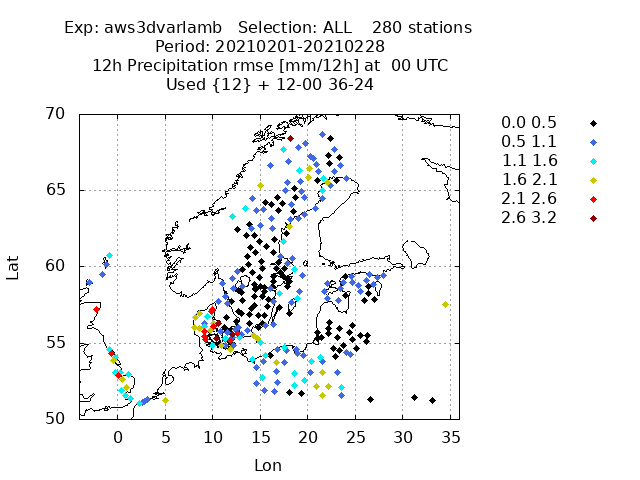 Exp: aws3dvarlamb   Selection: ALL    280 stations
Period: 20210201-20210228
12h Precipitation rmse [mm/12h] at  00 UTC
Used {12} + 12-00 36-24
70
65
60
55
50
Lat
0 5 10 15 20 25 30 35
Lon
0.0 0.5
0.5 1.1
1.1 1.6
1.6 2.1
2.1 2.6
2.6 3.2